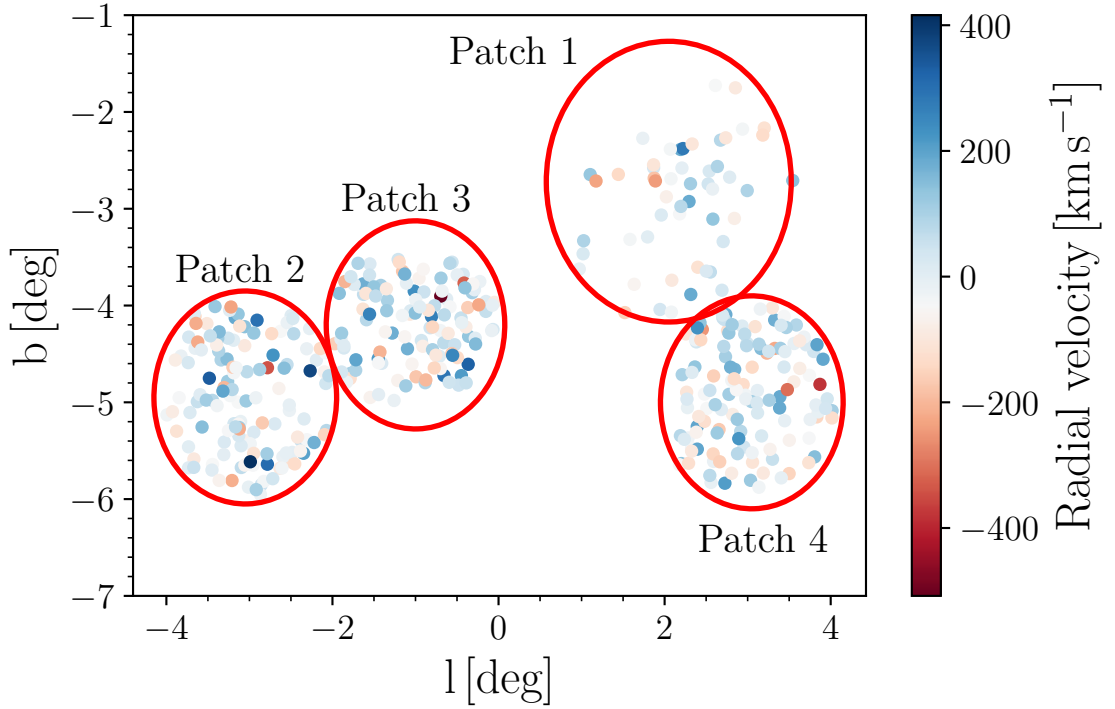 −1
−2
−3
−4
−5
−6
−7
b [deg]
−4
−2
0
2
4
l [deg]
Patch 1
Patch 3
Patch 2
Patch 4
400
200
0
−200
−400
Radial velocity [km s⁻¹]